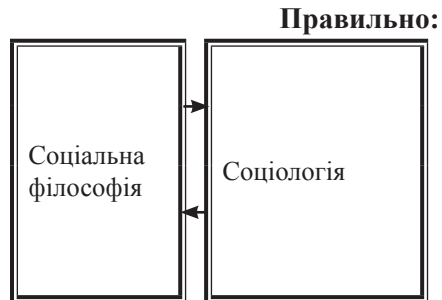 Правильно:
Соціальна
філософія
Соціологія